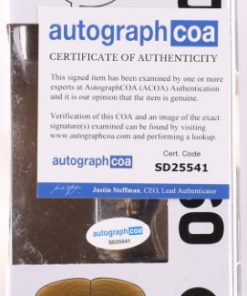 autographcoa
CERTIFICATE OF AUTHENTICITY
This signed item has been examined by one or more
experts at AutographCOA (ACOA) Authentication
and it is our opinion that the item is genuine.
Verification of this COA and an image of the exact
signature(s) examined can be found by visiting
www.autographcoa.com and performing a lookup.
autographcoa
Cert. Code
SD25541
Justin Steffman, CEO, Lead Authenticator
autographcoa
SD25541